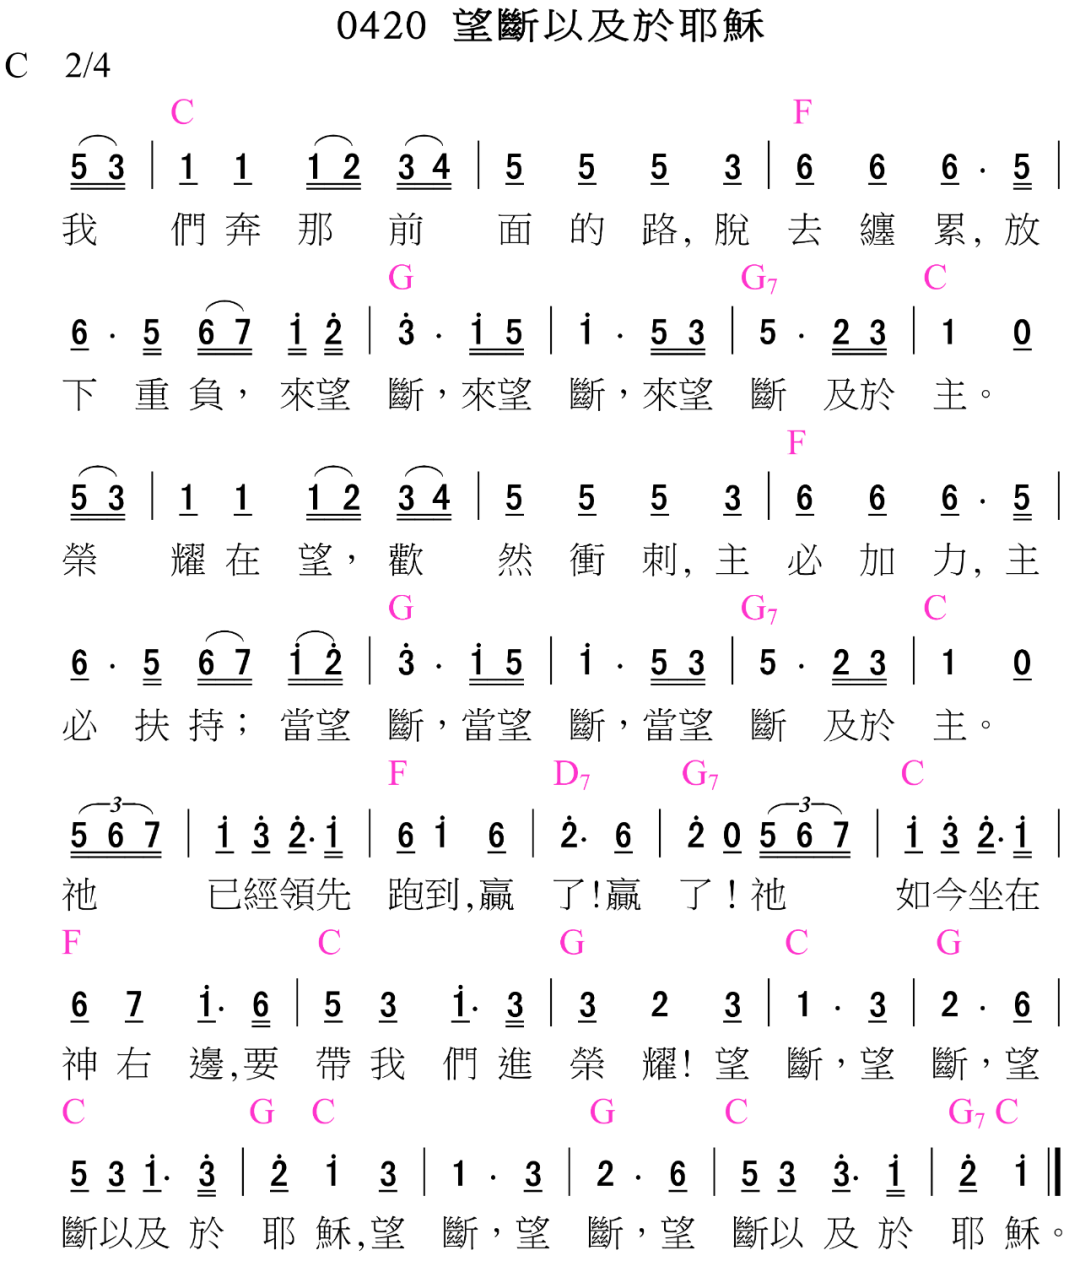 0420 望斷以及於耶穌
C 2/4
C F
5 3 | 1 1 1 2 3 4 | 5 5 5 3 | 6 6 6 · 5 |
我 們 奔 那 前 面 的 路, 脫 去 纏 累, 放
G G7 C
6 · 5 6 7 i 2̇ | 3̇ · i 5 | i · 5 3 | 5 · 2 3 | 1 0
下 重 負， 來望 斷，來望 斷，來望 斷 及於 主。
F
5 3 | 1 1 1 2 3 4 | 5 5 5 3 | 6 6 6 · 5 |
榮 耀 在 望， 歡 然 衝 刺, 主 必 加 力, 主
G G7 C
6 · 5 6 7 i 2̇ | 3̇ · i 5 | i · 5 3 | 5 · 2 3 | 1 0
必 扶 持； 當望 斷，當望 斷，當望 斷 及於 主。
F D7 G7 C
3 3
5 6 7 | i 3̇ 2̇· i | 6 i 6 | 2̇· 6 | 2̇ 0 5 6 7 | i 3̇ 2̇· i |
祂 已經領先 跑到,贏 了!贏 了! 祂 如今坐在
F C G C G
6 7 i· 6 | 5 3 i· 3 | 3 2 3 | 1 · 3 | 2 · 6 |
神 右 邊,要 帶 我 們 進 榮 耀! 望 斷，望 斷，望
C G C G C G7 C
5 3 i· 3̇ | 2̇ i 3 | 1 · 3 | 2 · 6 | 5 3 3̇· i | 2̇ i ‖
斷以及 於 耶 穌,望 斷，望 斷，望 斷以 及 於 耶 穌。